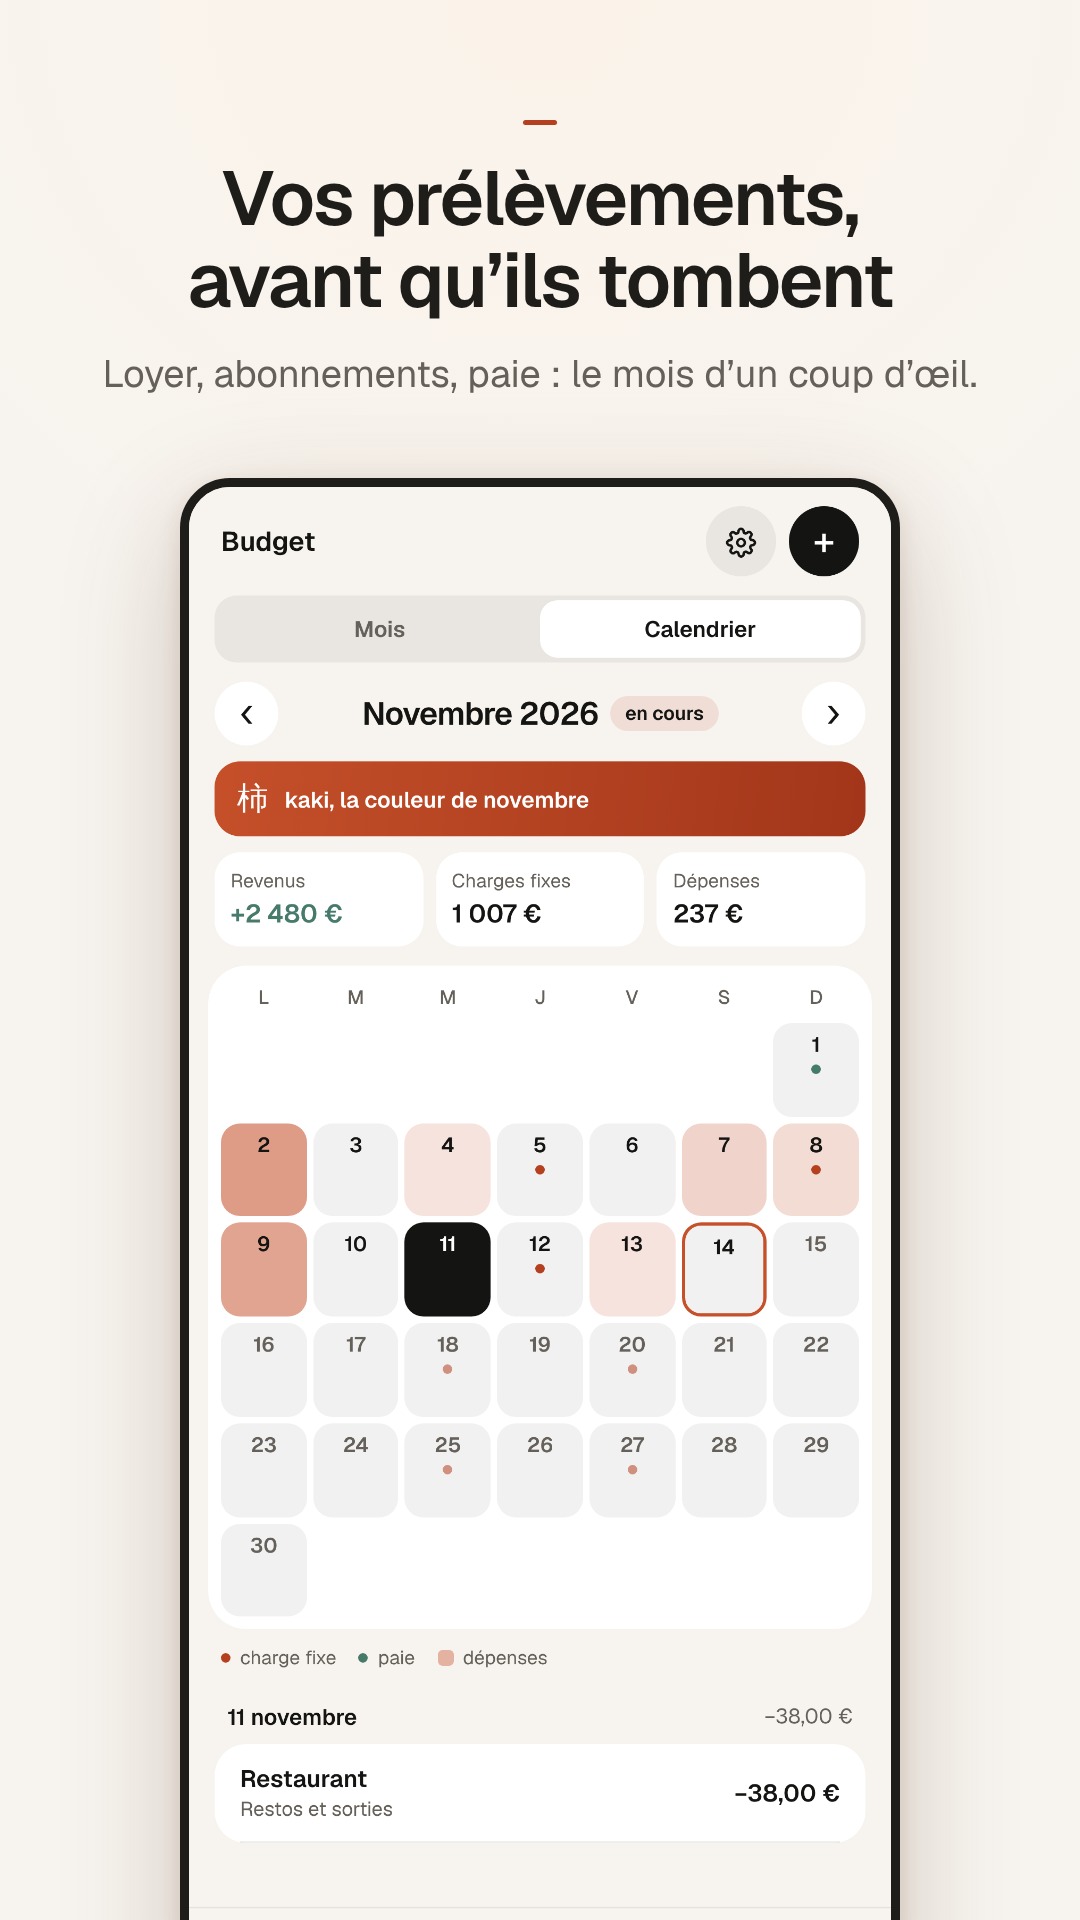 Vos prélèvements,
avant qu’ils tombent
Loyer, abonnements, paie : le mois d’un coup d’œil.
Budget
+
Mois Calendrier
‹ Novembre 2026 en cours ›
柿 kaki, la couleur de novembre
Revenus Charges fixes Dépenses
+2 480 € 1 007 € 237 €
L M M J V S D
1
2 3 4 5 6 7 8
9 10 11 12 13 14 15
16 17 18 19 20 21 22
23 24 25 26 27 28 29
30
charge fixe paie dépenses
11 novembre −38,00 €
Restaurant −38,00 €
Restos et sorties